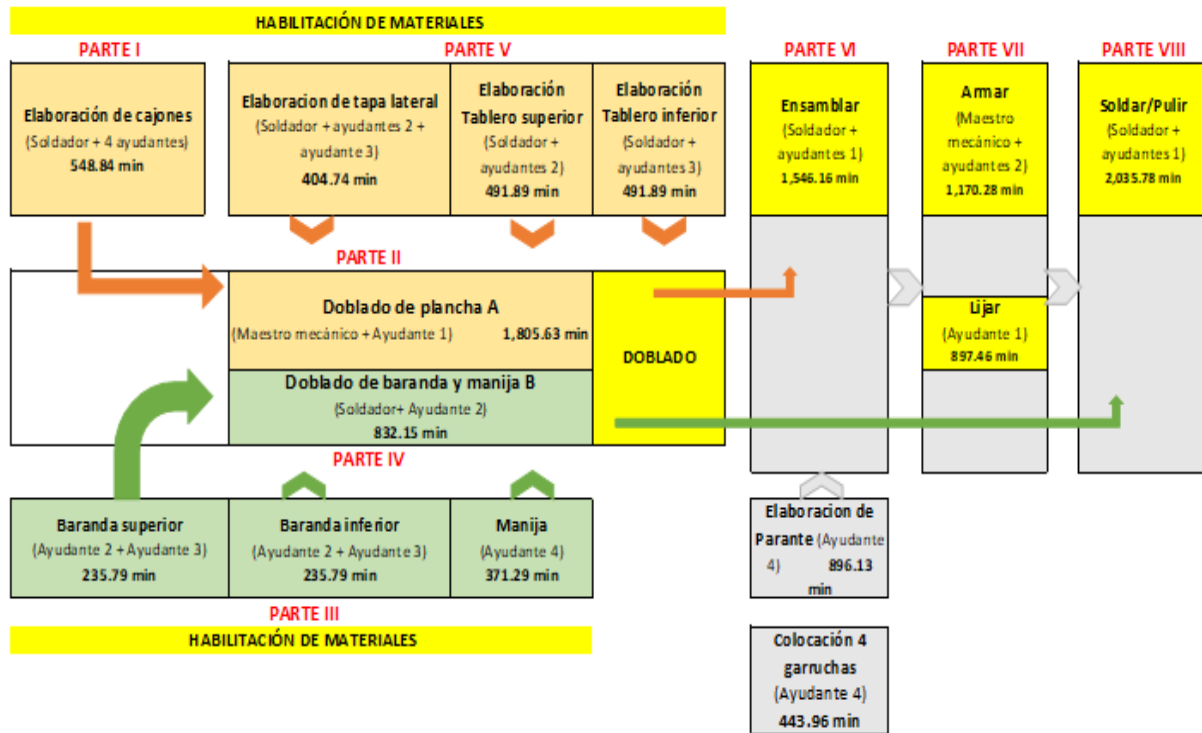 HABILITACIÓN DE MATERIALES
PARTE I
PARTE V
PARTE VI
PARTE VII
PARTE VIII
Elaboración de cajones
(Soldador + 4 ayudantes)
548.84 min
Elaboracion de tapa lateral
(Soldador + ayudantes 2 +
ayudante 3)
404.74 min
Elaboración
Tablero superior
(Soldador +
ayudantes 2)
491.89 min
Elaboración
Tablero inferior
(Soldador +
ayudantes 3)
491.89 min
Ensamblar
(Soldador +
ayudantes 1)
1,546.16 min
Armar
(Maestro
mecánico +
ayudantes 2)
1,170.28 min
Soldar/Pulir
(Soldador +
ayudantes 1)
2,035.78 min
PARTE II
Doblado de plancha A
(Maestro mecánico + Ayudante 1) 1,805.63 min
DOBLADO
Lijar
(Ayudante 1)
897.46 min
Doblado de baranda y manija B
(Soldador+ Ayudante 2)
832.15 min
PARTE IV
Baranda superior
(Ayudante 2 + Ayudante 3)
235.79 min
Baranda inferior
(Ayudante 2 + Ayudante 3)
235.79 min
Manija
(Ayudante 4)
371.29 min
Elaboracion de
Parante (Ayudante
4) 896.13
min
PARTE III
HABILITACIÓN DE MATERIALES
Colocación 4
garruchas
(Ayudante 4)
443.96 min